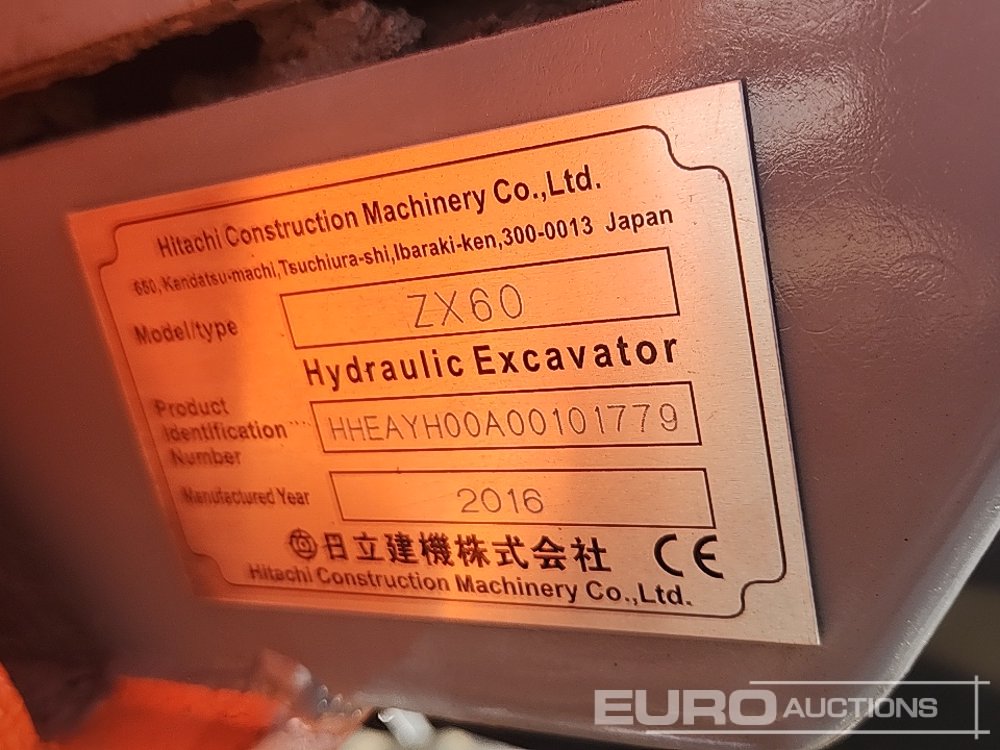 Hitachi Construction Machinery Co.,Ltd.
650, Kandatsu-machi,Tsuchiura-shi,Ibaraki-ken,300-0013 Japan
Model/type ZX60
Hydraulic Excavator
Product Identification Number HHEAYH00A00101779
Manufactured Year 2016
日立建機株式会社 CE
Hitachi Construction Machinery Co.,Ltd.
EURO AUCTIONS